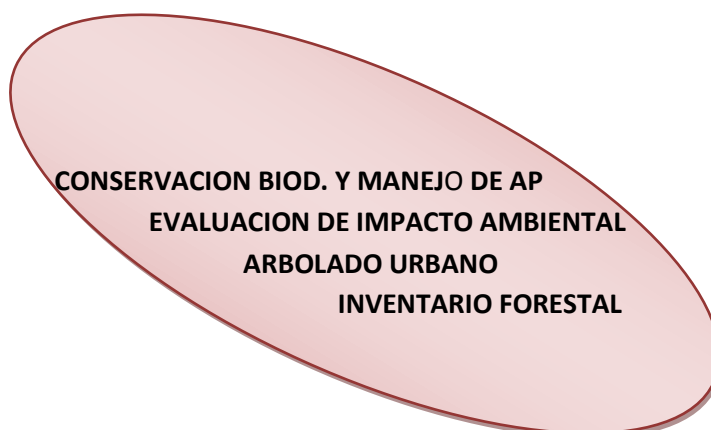 CONSERVACION BIOD. Y MANEJO DE AP
EVALUACION DE IMPACTO AMBIENTAL
ARBOLADO URBANO
INVENTARIO FORESTAL